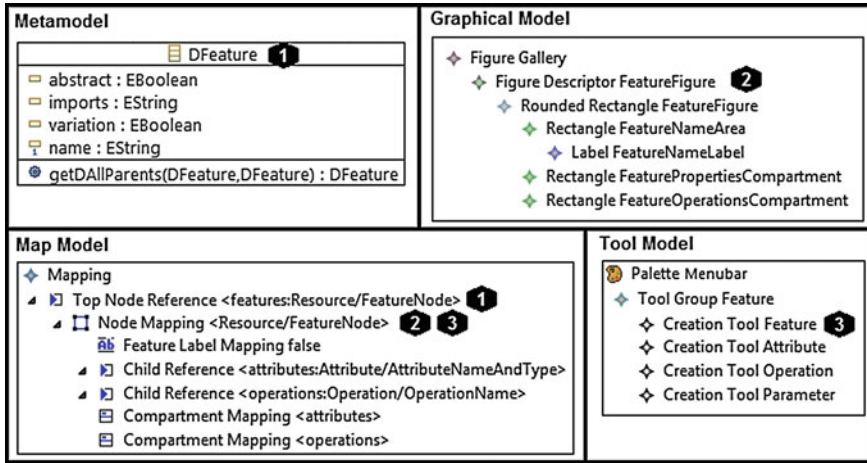 Metamodel
DFeature 1
abstract : EBoolean
imports : EString
variation : EBoolean
1 name : EString
getDAllParents(DFeature,DFeature) : DFeature
Graphical Model
Figure Gallery
Figure Descriptor FeatureFigure 2
Rounded Rectangle FeatureFigure
Rectangle FeatureNameArea
Label FeatureNameLabel
Rectangle FeaturePropertiesCompartment
Rectangle FeatureOperationsCompartment
Map Model
Mapping
Top Node Reference <features:Resource/FeatureNode> 1
Node Mapping <Resource/FeatureNode> 2 3
Ab Feature Label Mapping false
Child Reference <attributes:Attribute/AttributeNameAndType>
Child Reference <operations:Operation/OperationName>
Compartment Mapping <attributes>
Compartment Mapping <operations>
Tool Model
Palette Menubar
Tool Group Feature
Creation Tool Feature 3
Creation Tool Attribute
Creation Tool Operation
Creation Tool Parameter